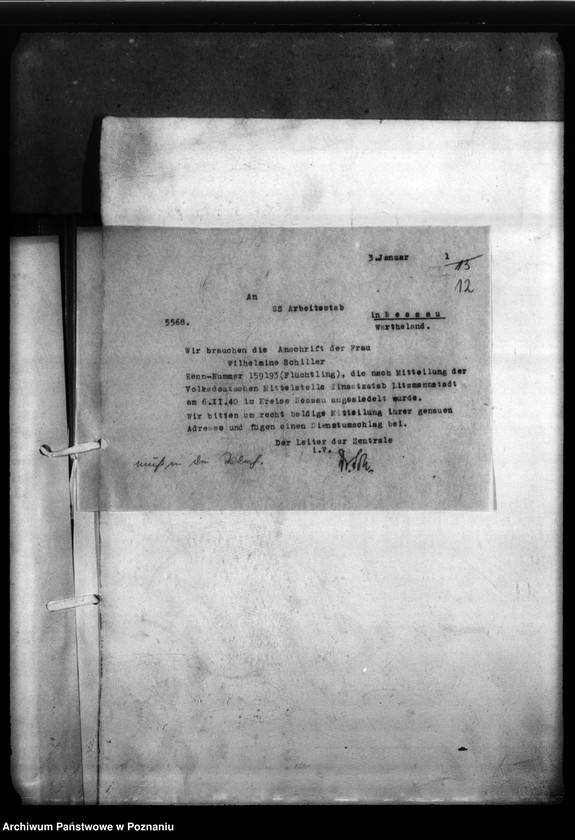 3.Januar 1
13
12
An
SS Arbeitsstab
5568.
in Nessau
Wartheland.
Wir brauchen die Anschrift der Frau
Wilhelmine Schiller
Kenn-Nummer 159193(Flüchtling), die nach Mitteilung der
Volksdeutschen Mittelstelle Einsatzstab Litzmannstadt
am 6.XI.40 im Kreise Nessau angesiedelt wurde.
Wir bitten um recht baldige Mitteilung ihrer genauen
Adresse und fügen einen Dienstumschlag bei.
Der Leiter der Zentrale
i.V.
Archiwum Państwowe w Poznaniu